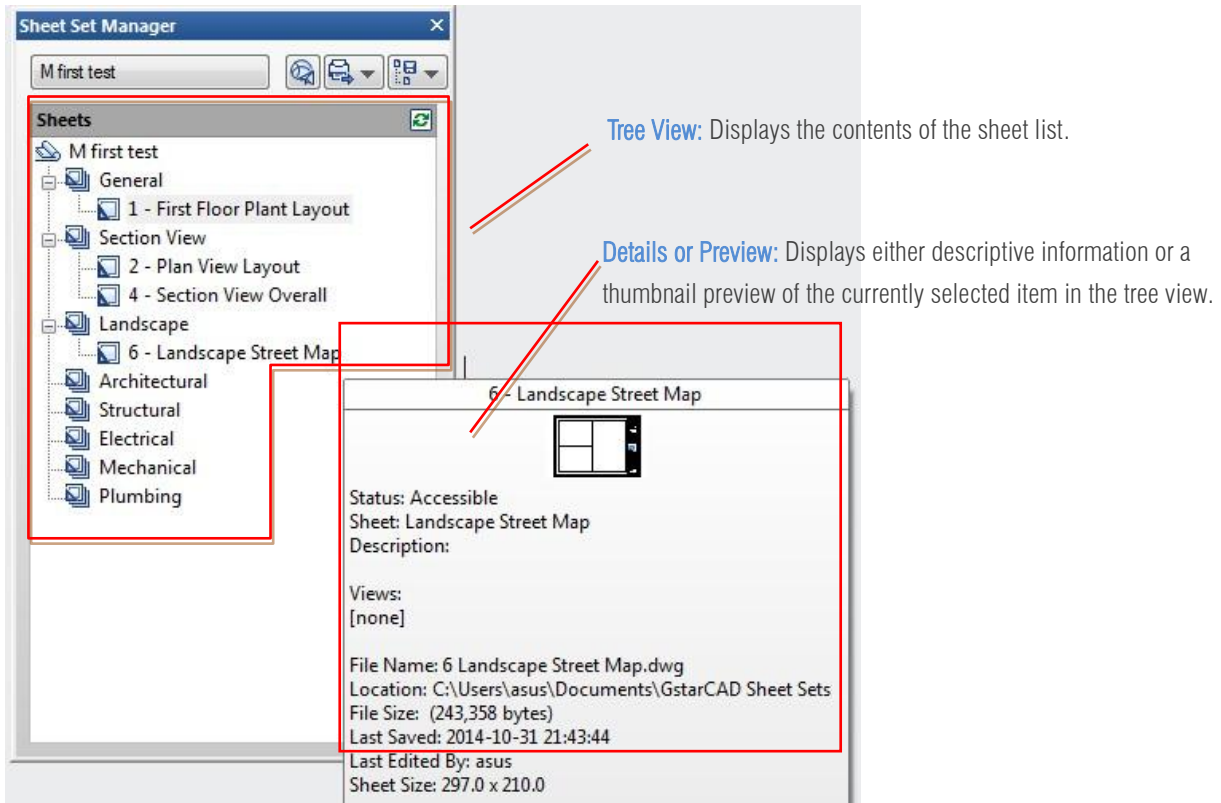 Sheet Set Manager
M first test
Sheets
M first test
General
1 - First Floor Plant Layout
Section View
2 - Plan View Layout
4 - Section View Overall
Landscape
6 - Landscape Street Map
Architectural
Structural
Electrical
Mechanical
Plumbing
Tree View: Displays the contents of the sheet list.
Details or Preview: Displays either descriptive information or a
thumbnail preview of the currently selected item in the tree view.
6 - Landscape Street Map
Status: Accessible
Sheet: Landscape Street Map
Description:
Views:
[none]
File Name: 6 Landscape Street Map.dwg
Location: C:\Users\asus\Documents\GstarCAD Sheet Sets
File Size: (243,358 bytes)
Last Saved: 2014-10-31 21:43:44
Last Edited By: asus
Sheet Size: 297.0 x 210.0